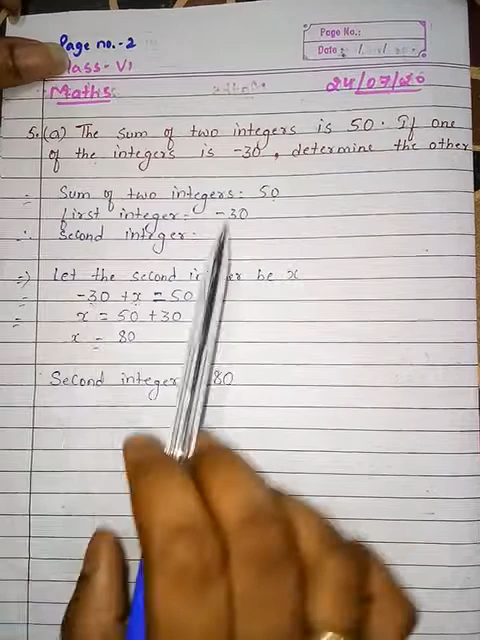 Page no.-2
Class-VI
Page No.:
Date : / /
Maths
24/07/20
5.(a) The sum of two integers is 50. If one
of the integers is -30, determine the other
= Sum of two integers = 50
first integer = -30
∴ Second integer =
=) Let the second be x
= -30 + x = 50
= x = 50 + 30
x = 80
Second integer 80